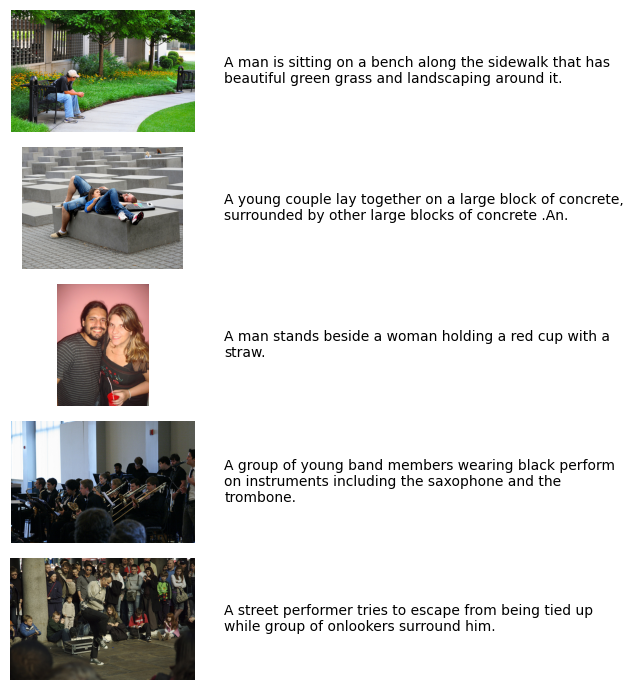 A man is sitting on a bench along the sidewalk that has
beautiful green grass and landscaping around it.
A young couple lay together on a large block of concrete,
surrounded by other large blocks of concrete .An.
A man stands beside a woman holding a red cup with a
straw.
A group of young band members wearing black perform
on instruments including the saxophone and the
trombone.
A street performer tries to escape from being tied up
while group of onlookers surround him.